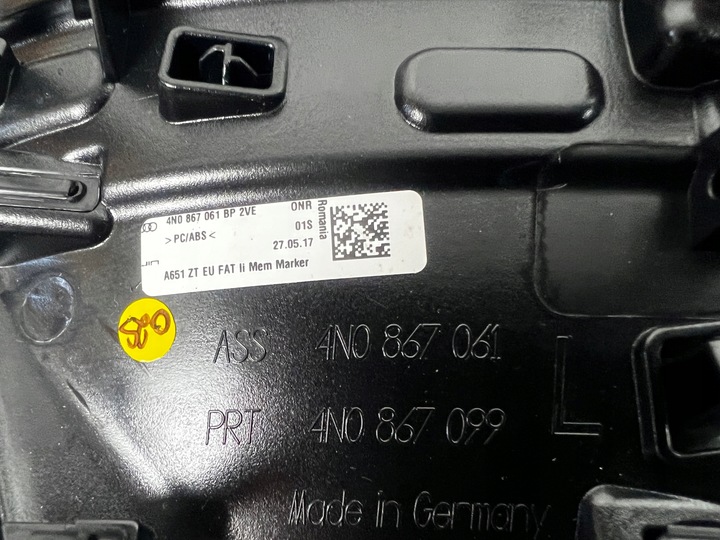 4N0 867 061 BP 2VE ONR
>PC/ABS< 01S
27.05.17
Romania
A651 ZT EU FAT li Mem Marker
ASS 4N0 867 061
PRT 4N0 867 099
L
Made in Germany